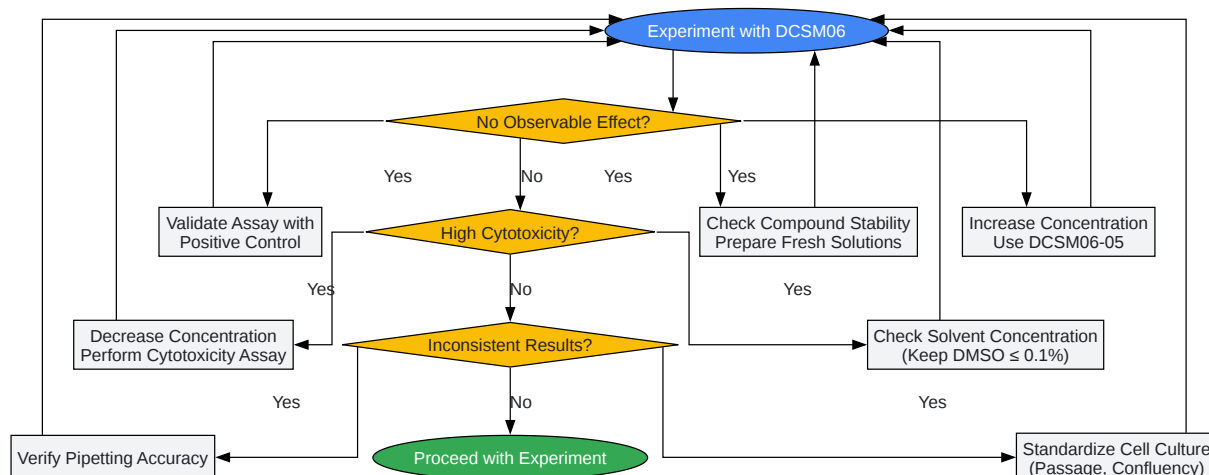 Experiment with DCSM06
No Observable Effect?
Yes
No
Yes
Yes
Validate Assay with
Positive Control
Check Compound Stability
Prepare Fresh Solutions
Increase Concentration
Use DCSM06-05
High Cytotoxicity?
Yes
No
Yes
Decrease Concentration
Perform Cytotoxicity Assay
Inconsistent Results?
Check Solvent Concentration
(Keep DMSO ≤ 0.1%)
Yes
No
Yes
Verify Pipetting Accuracy
Proceed with Experiment
Standardize Cell Culture
(Passage, Confluency)